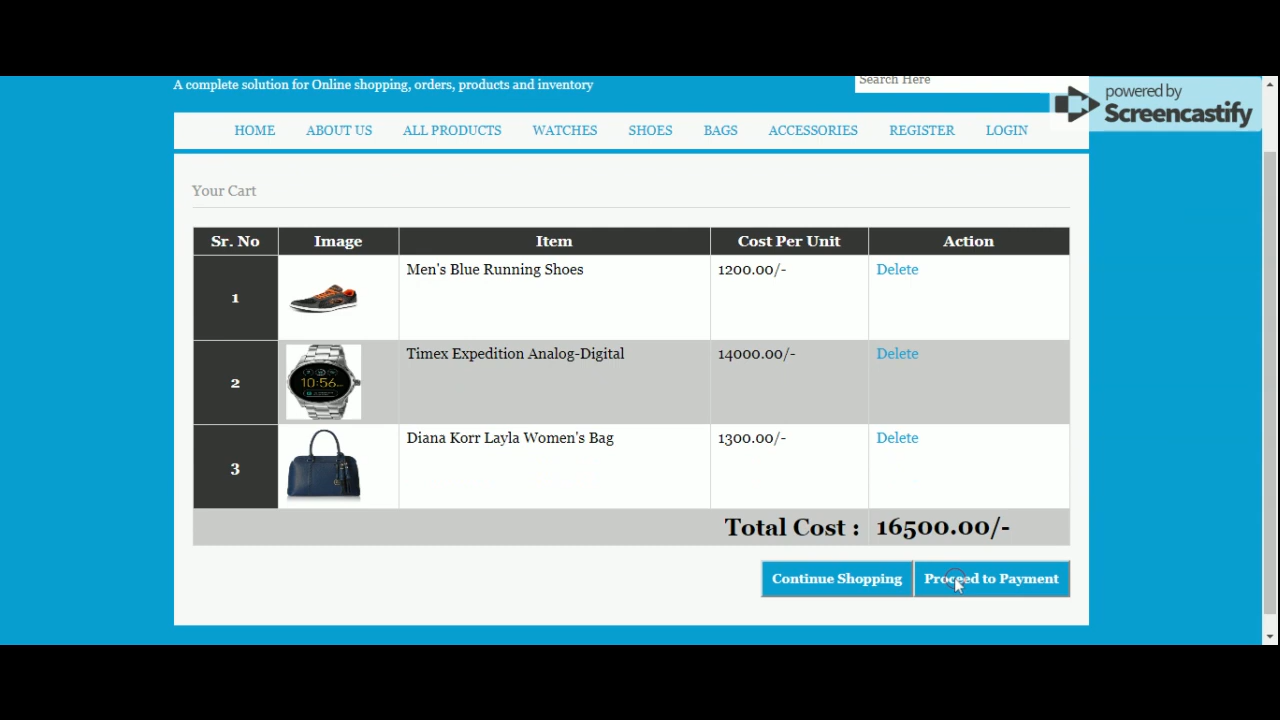 A complete solution for Online shopping, orders, products and inventory
Search Here
powered by
Screencastify
HOME ABOUT US ALL PRODUCTS WATCHES SHOES BAGS ACCESSORIES REGISTER LOGIN
Your Cart
Sr. No Image Item Cost Per Unit Action
1 Men's Blue Running Shoes 1200.00/- Delete
2 10:56 Timex Expedition Analog-Digital 14000.00/- Delete
3 Diana Korr Layla Women's Bag 1300.00/- Delete
Total Cost : 16500.00/-
Continue Shopping Proceed to Payment